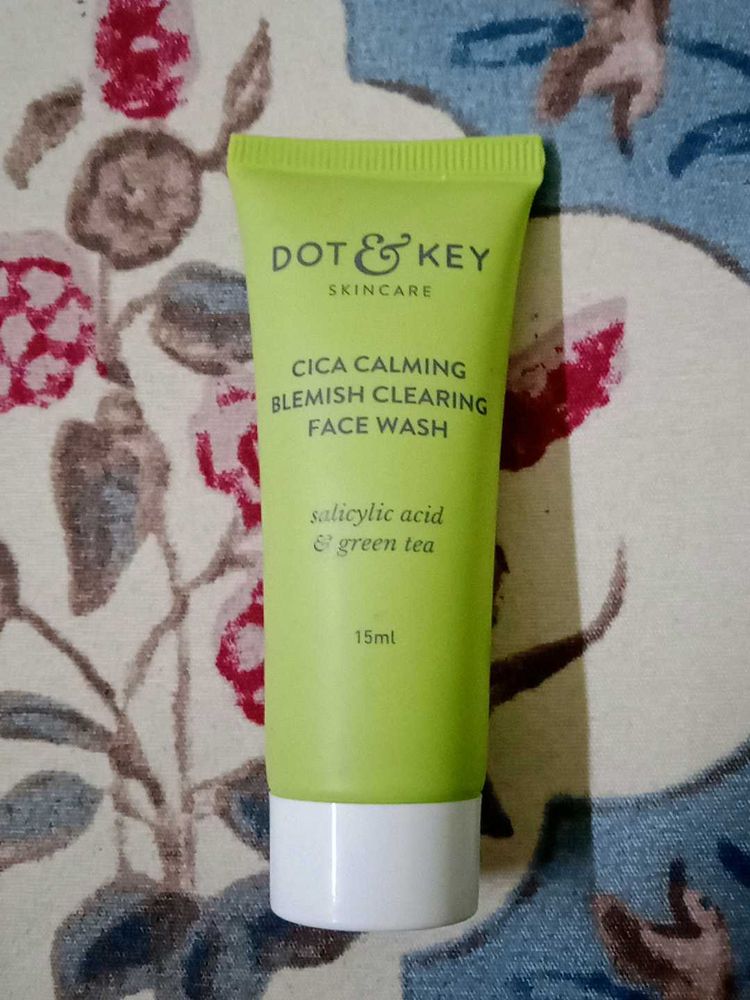 DOT & KEY
SKINCARE
CICA CALMING
BLEMISH CLEARING
FACE WASH
salicylic acid
& green tea
15ml